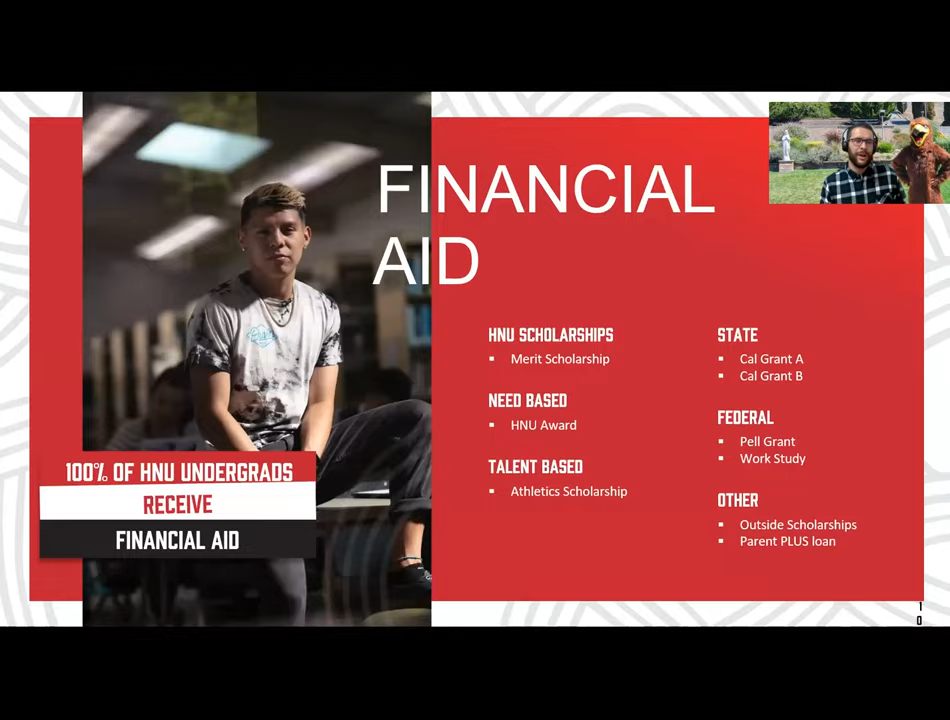 FINANCIAL
AID
HNU SCHOLARSHIPS
▪ Merit Scholarship
NEED BASED
▪ HNU Award
TALENT BASED
▪ Athletics Scholarship
STATE
▪ Cal Grant A
▪ Cal Grant B
FEDERAL
▪ Pell Grant
▪ Work Study
OTHER
▪ Outside Scholarships
▪ Parent PLUS loan
100% OF HNU UNDERGRADS
RECEIVE
FINANCIAL AID
1
0